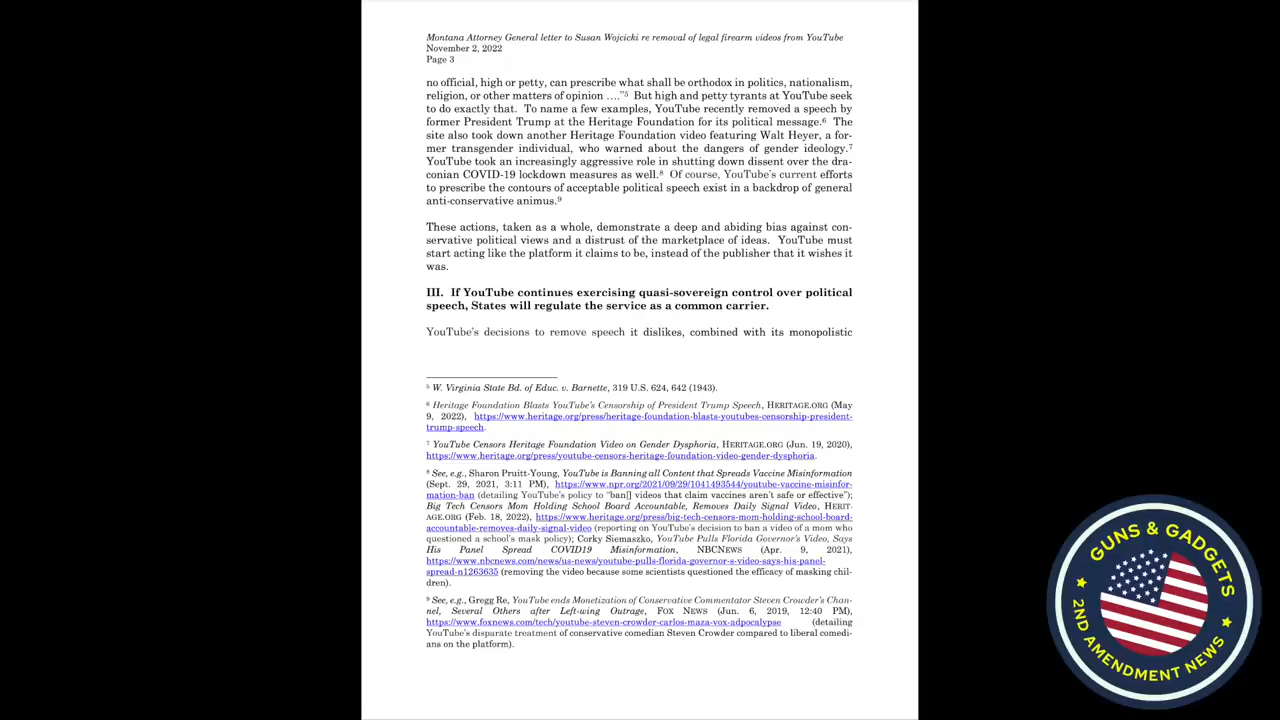 Montana Attorney General letter to Susan Wojcicki re removal of legal firearm videos from YouTube
November 2, 2022
Page 3
no official, high or petty, can prescribe what shall be orthodox in politics, nationalism,
religion, or other matters of opinion ….”⁵ But high and petty tyrants at YouTube seek
to do exactly that. To name a few examples, YouTube recently removed a speech by
former President Trump at the Heritage Foundation for its political message.⁶ The
site also took down another Heritage Foundation video featuring Walt Heyer, a for-
mer transgender individual, who warned about the dangers of gender ideology.⁷
YouTube took an increasingly aggressive role in shutting down dissent over the dra-
conian COVID-19 lockdown measures as well.⁸ Of course, YouTube’s current efforts
to prescribe the contours of acceptable political speech exist in a backdrop of general
anti-conservative animus.⁹
These actions, taken as a whole, demonstrate a deep and abiding bias against con-
servative political views and a distrust of the marketplace of ideas. YouTube must
start acting like the platform it claims to be, instead of the publisher that it wishes it
was.
III. If YouTube continues exercising quasi-sovereign control over political
speech, States will regulate the service as a common carrier.
YouTube’s decisions to remove speech it dislikes, combined with its monopolistic
⁵ W. Virginia State Bd. of Educ. v. Barnette, 319 U.S. 624, 642 (1943).
⁶ Heritage Foundation Blasts YouTube’s Censorship of President Trump Speech, HERITAGE.ORG (May
9, 2022), https://www.heritage.org/press/heritage-foundation-blasts-youtubes-censorship-president-
trump-speech.
⁷ YouTube Censors Heritage Foundation Video on Gender Dysphoria, HERITAGE.ORG (Jun. 19, 2020),
https://www.heritage.org/press/youtube-censors-heritage-foundation-video-gender-dysphoria.
⁸ See, e.g., Sharon Pruitt-Young, YouTube is Banning all Content that Spreads Vaccine Misinformation
(Sept. 29, 2021, 3:11 PM), https://www.npr.org/2021/09/29/1041493544/youtube-vaccine-misinfor-
mation-ban (detailing YouTube’s policy to “ban[] videos that claim vaccines aren’t safe or effective”);
Big Tech Censors Mom Holding School Board Accountable, Removes Daily Signal Video, HERIT-
AGE.ORG (Feb. 18, 2022), https://www.heritage.org/press/big-tech-censors-mom-holding-school-board-
accountable-removes-daily-signal-video (reporting on YouTube’s decision to ban a video of a mom who
questioned a school’s mask policy); Corky Siemaszko, YouTube Pulls Florida Governor’s Video, Says
His Panel Spread COVID19 Misinformation, NBCNEWS (Apr. 9, 2021),
https://www.nbcnews.com/news/us-news/youtube-pulls-florida-governor-s-video-says-his-panel-
spread-n1263635 (removing the video because some scientists questioned the efficacy of masking chil-
dren).
⁹ See, e.g., Gregg Re, YouTube ends Monetization of Conservative Commentator Steven Crowder’s Chan-
nel, Several Others after Left-wing Outrage, FOX NEWS (Jun. 6, 2019, 12:40 PM),
https://www.foxnews.com/tech/youtube-steven-crowder-carlos-maza-vox-adpocalypse (detailing
YouTube’s disparate treatment of conservative comedian Steven Crowder compared to liberal comedi-
ans on the platform).
GUNS & GADGETS
2ND AMENDMENT NEWS